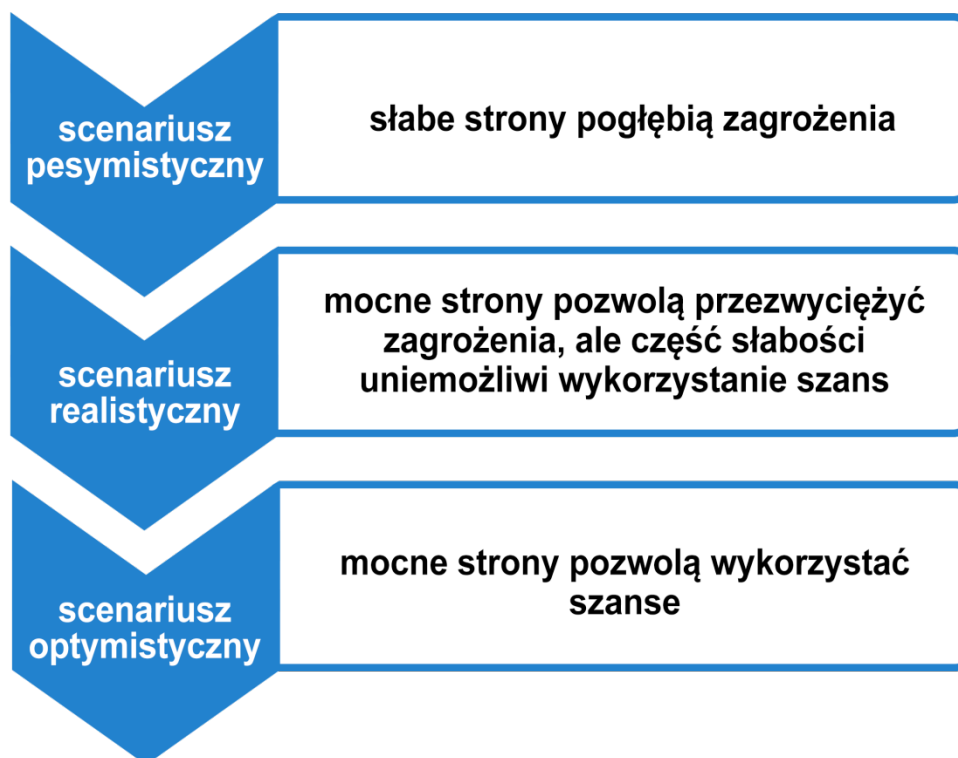 scenariusz
pesymistyczny
słabe strony pogłębią zagrożenia
scenariusz
realistyczny
mocne strony pozwolą przezwyciężyć
zagrożenia, ale część słabości
uniemożliwi wykorzystanie szans
scenariusz
optymistyczny
mocne strony pozwolą wykorzystać
szanse